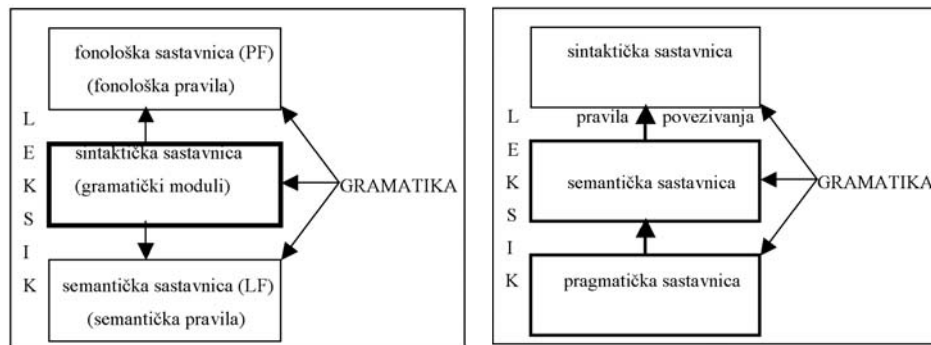 fonološka sastavnica (PF)
(fonološka pravila)
sintaktička sastavnica
(gramatički moduli)
semantička sastavnica (LF)
(semantička pravila)
L
E
K
S
I
K
GRAMATIKA
sintaktička sastavnica
pravila povezivanja
semantička sastavnica
pragmatička sastavnica
L
E
K
S
I
K
GRAMATIKA